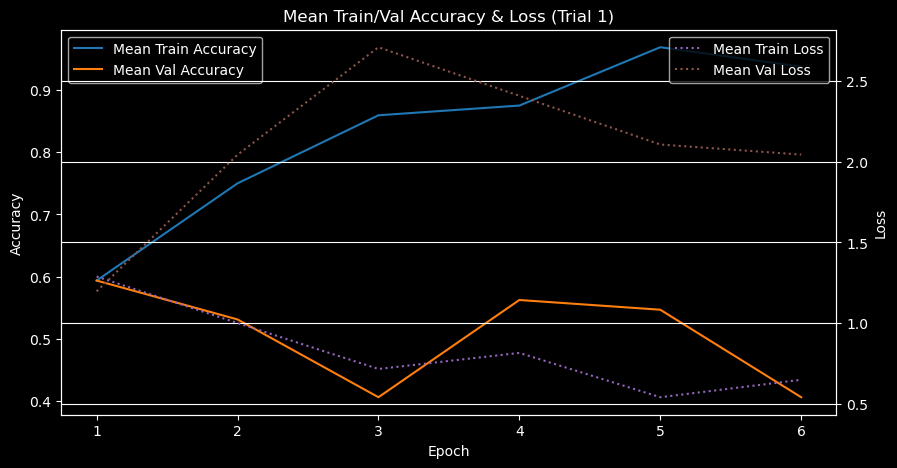 Mean Train/Val Accuracy & Loss (Trial 1)
Mean Train Accuracy
Mean Val Accuracy
Mean Train Loss
Mean Val Loss
Accuracy
0.9
0.8
0.7
0.6
0.5
0.4
2.5
2.0
1.5
1.0
0.5
Loss
1 2 3 4 5 6
Epoch